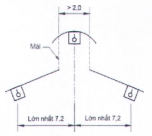 > 2,0
Mái
Lớn nhất 7,2
Lớn nhất 7,2